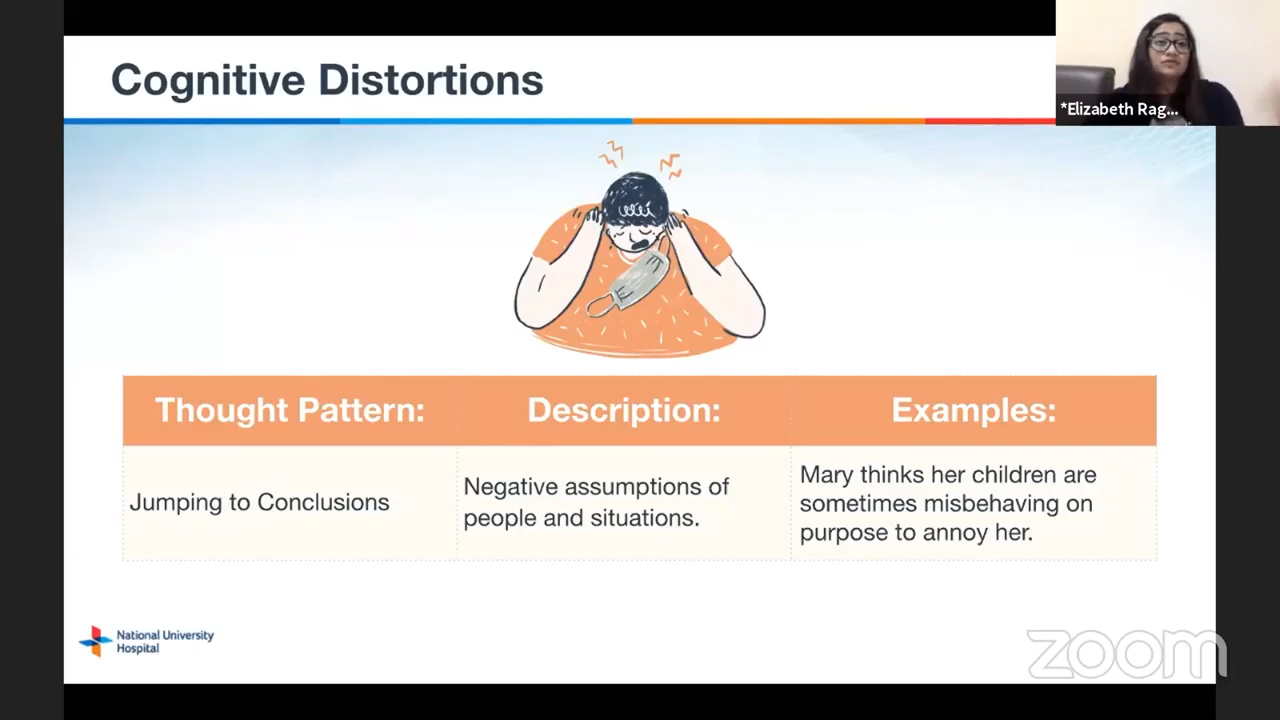 Cognitive Distortions
*Elizabeth Rag...
Thought Pattern:
Description:
Examples:
Jumping to Conclusions
Negative assumptions of
people and situations.
Mary thinks her children are
sometimes misbehaving on
purpose to annoy her.
National University
Hospital
zoom